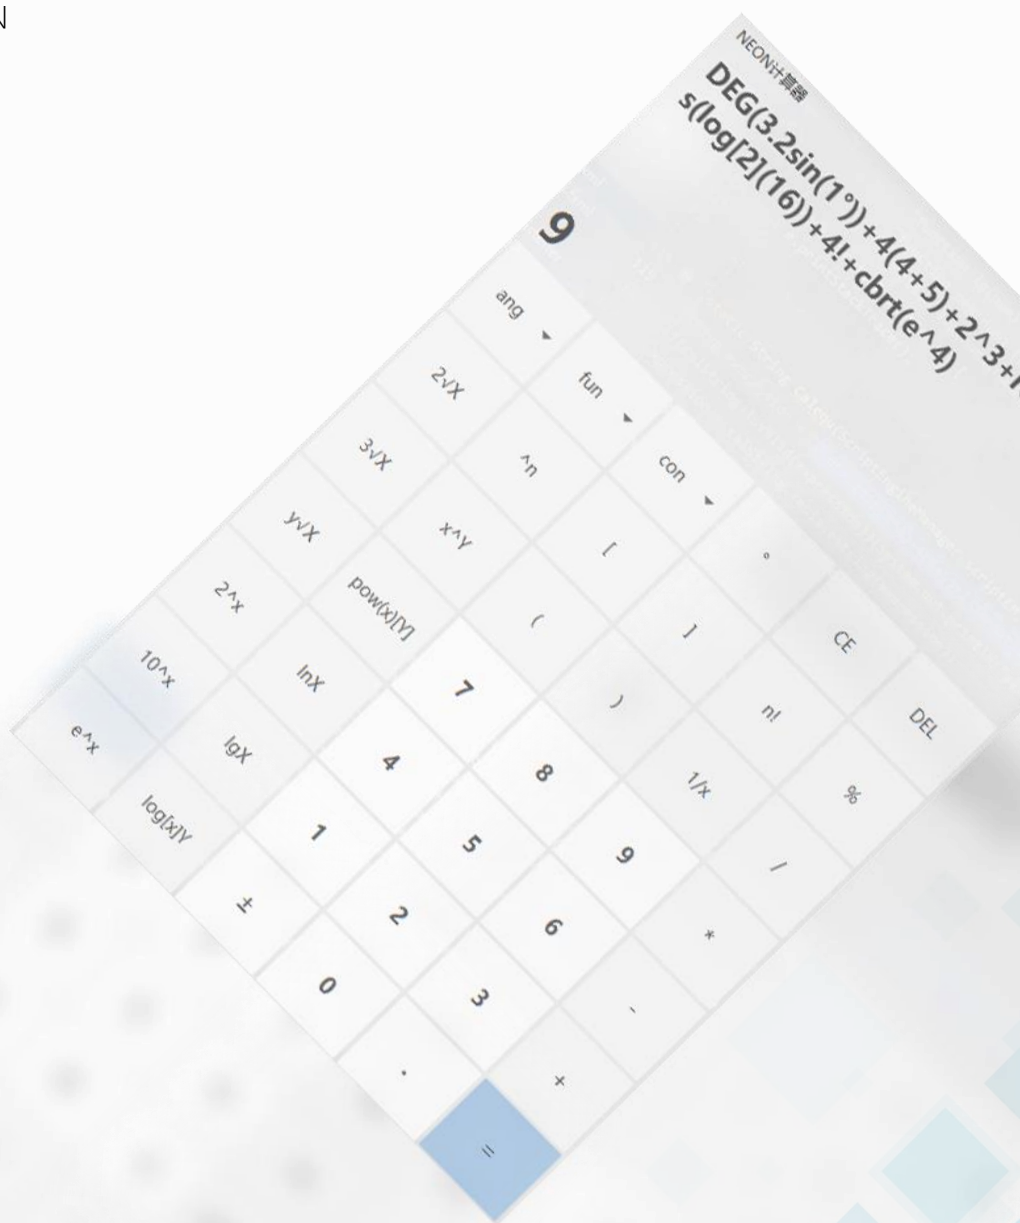 NEON计算器
DEG(3.2sin(1°))+4(4+5)+2^3+
s(log[2](16))+4!+cbrt(e^4)
9
ang
fun
con
°
CE
DEL
2√X
^n
[
]
n!
%
3√X
x^Y
(
)
1/x
/
y√X
pow(x)[Y]
7
8
9
*
2^x
lnX
4
5
6
-
10^x
lgX
1
2
3
+
e^x
log[x]Y
±
0
.
=